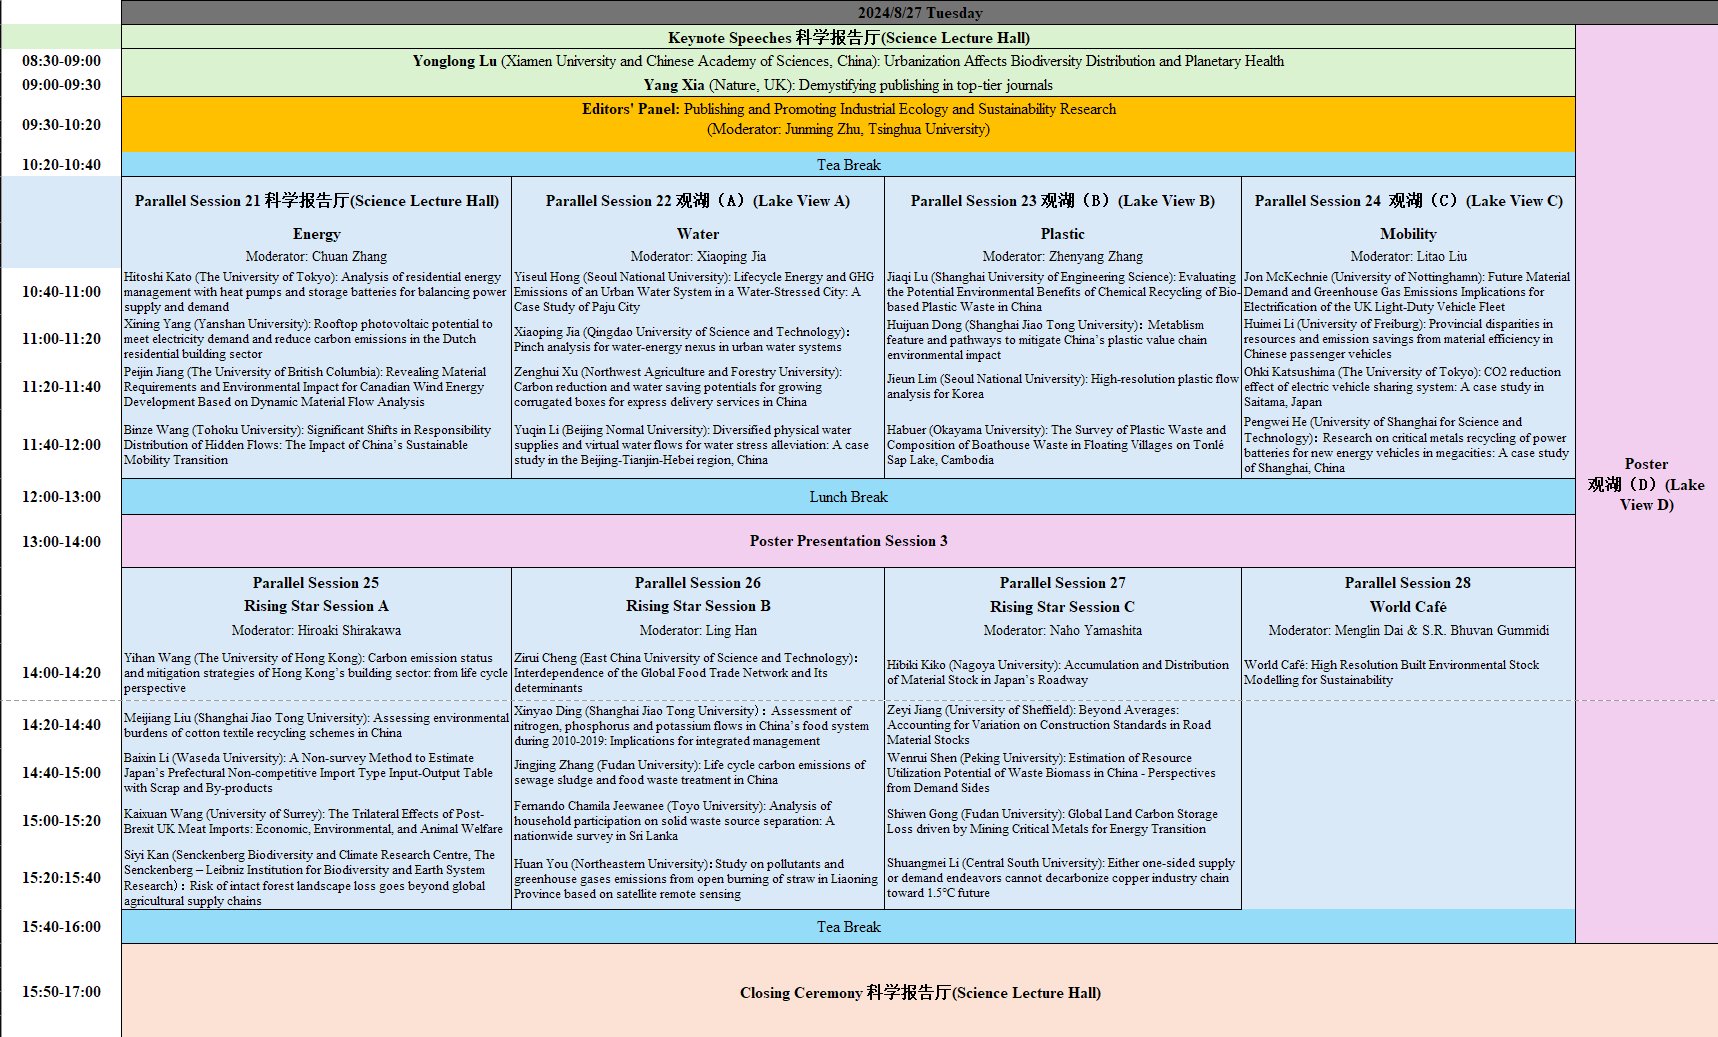 2024/8/27 Tuesday
Keynote Speeches 科学报告厅(Science Lecture Hall)
08:30-09:00
Yonglong Lu (Xiamen University and Chinese Academy of Sciences, China): Urbanization Affects Biodiversity Distribution and Planetary Health
09:00-09:30
Yang Xia (Nature, UK): Demystifying publishing in top-tier journals
09:30-10:20
Editors' Panel: Publishing and Promoting Industrial Ecology and Sustainability Research
(Moderator: Junming Zhu, Tsinghua University)
10:20-10:40
Tea Break
Parallel Session 21 科学报告厅(Science Lecture Hall)
Energy
Moderator: Chuan Zhang
Parallel Session 22 观湖（A）(Lake View A)
Water
Moderator: Xiaoping Jia
Parallel Session 23 观湖（B）(Lake View B)
Plastic
Moderator: Zhenyang Zhang
Parallel Session 24 观湖（C）(Lake View C)
Mobility
Moderator: Litao Liu
10:40-11:00
Hitoshi Kato (The University of Tokyo): Analysis of residential energy
management with heat pumps and storage batteries for balancing power
supply and demand
Yiseul Hong (Seoul National University): Lifecycle Energy and GHG
Emissions of an Urban Water System in a Water-Stressed City: A
Case Study of Paju City
Jiaqi Lu (Shanghai University of Engineering Science): Evaluating
the Potential Environmental Benefits of Chemical Recycling of Bio-
based Plastic Waste in China
Jon McKechnie (University of Nottinghamn): Future Material
Demand and Greenhouse Gas Emissions Implications for
Electrification of the UK Light-Duty Vehicle Fleet
11:00-11:20
Xining Yang (Yanshan University): Rooftop photovoltaic potential to
meet electricity demand and reduce carbon emissions in the Dutch
residential building sector
Xiaoping Jia (Qingdao University of Science and Technology)：
Pinch analysis for water-energy nexus in urban water systems
Huijuan Dong (Shanghai Jiao Tong University)：Metablism
feature and pathways to mitigate China’s plastic value chain
environmental impact
Huimei Li (University of Freiburg): Provincial disparities in
resources and emission savings from material efficiency in
Chinese passenger vehicles
11:20-11:40
Peijin Jiang (The University of British Columbia): Revealing Material
Requirements and Environmental Impact for Canadian Wind Energy
Development Based on Dynamic Material Flow Analysis
Zenghui Xu (Northwest Agriculture and Forestry University):
Carbon reduction and water saving potentials for growing
corrugated boxes for express delivery services in China
Jieun Lim (Seoul National University): High-resolution plastic flow
analysis for Korea
Ohki Katsushima (The University of Tokyo): CO2 reduction
effect of electric vehicle sharing system: A case study in
Saitama, Japan
11:40-12:00
Binze Wang (Tohoku University): Significant Shifts in Responsibility
Distribution of Hidden Flows: The Impact of China’s Sustainable
Mobility Transition
Yuqin Li (Beijing Normal University): Diversified physical water
supplies and virtual water flows for water stress alleviation: A case
study in the Beijing-Tianjin-Hebei region, China
Habuer (Okayama University): The Survey of Plastic Waste and
Composition of Boathouse Waste in Floating Villages on Tonlé
Sap Lake, Cambodia
Pengwei He (University of Shanghai for Science and
Technology)：Research on critical metals recycling of power
batteries for new energy vehicles in megacities: A case study
of Shanghai, China
12:00-13:00
Lunch Break
Poster
观湖（D）(Lake
View D)
13:00-14:00
Poster Presentation Session 3
Parallel Session 25
Rising Star Session A
Moderator: Hiroaki Shirakawa
Parallel Session 26
Rising Star Session B
Moderator: Ling Han
Parallel Session 27
Rising Star Session C
Moderator: Naho Yamashita
Parallel Session 28
World Café
Moderator: Menglin Dai & S.R. Bhuvan Gummidi
14:00-14:20
Yihan Wang (The University of Hong Kong): Carbon emission status
and mitigation strategies of Hong Kong’s building sector: from life cycle
perspective
Zirui Cheng (East China University of Science and Technology)：
Interdependence of the Global Food Trade Network and Its
determinants
Hibiki Kiko (Nagoya University): Accumulation and Distribution
of Material Stock in Japan’s Roadway
World Café: High Resolution Built Environmental Stock
Modelling for Sustainability
14:20-14:40
Meijiang Liu (Shanghai Jiao Tong University): Assessing environmental
burdens of cotton textile recycling schemes in China
Xinyao Ding (Shanghai Jiao Tong University）：Assessment of
nitrogen, phosphorus and potassium flows in China’s food system
during 2010-2019: Implications for integrated management
Zeyi Jiang (University of Sheffield): Beyond Averages:
Accounting for Variation on Construction Standards in Road
Material Stocks
14:40-15:00
Baixin Li (Waseda University): A Non-survey Method to Estimate
Japan’s Prefectural Non-competitive Import Type Input-Output Table
with Scrap and By-products
Jingjing Zhang (Fudan University): Life cycle carbon emissions of
sewage sludge and food waste treatment in China
Wenrui Shen (Peking University): Estimation of Resource
Utilization Potential of Waste Biomass in China - Perspectives
from Demand Sides
15:00-15:20
Kaixuan Wang (University of Surrey): The Trilateral Effects of Post-
Brexit UK Meat Imports: Economic, Environmental, and Animal Welfare
Fernando Chamila Jeewanee (Toyo University): Analysis of
household participation on solid waste source separation: A
nationwide survey in Sri Lanka
Shiwen Gong (Fudan University): Global Land Carbon Storage
Loss driven by Mining Critical Metals for Energy Transition
15:20:15:40
Siyi Kan (Senckenberg Biodiversity and Climate Research Centre, The
Senckenberg – Leibniz Institution for Biodiversity and Earth System
Research）：Risk of intact forest landscape loss goes beyond global
agricultural supply chains
Huan You (Northeastern University)：Study on pollutants and
greenhouse gases emissions from open burning of straw in Liaoning
Province based on satellite remote sensing
Shuangmei Li (Central South University): Either one-sided supply
or demand endeavors cannot decarbonize copper industry chain
toward 1.5℃ future
15:40-16:00
Tea Break
15:50-17:00
Closing Ceremony 科学报告厅(Science Lecture Hall)